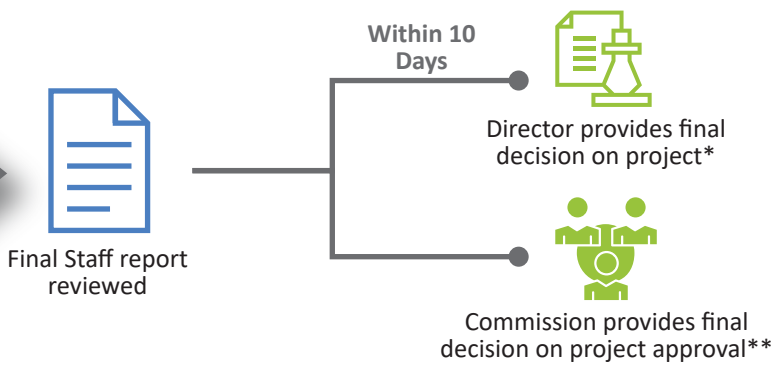 Within 10
Days
Director provides final
decision on project*
Final Staff report
reviewed
Commission provides final
decision on project approval**